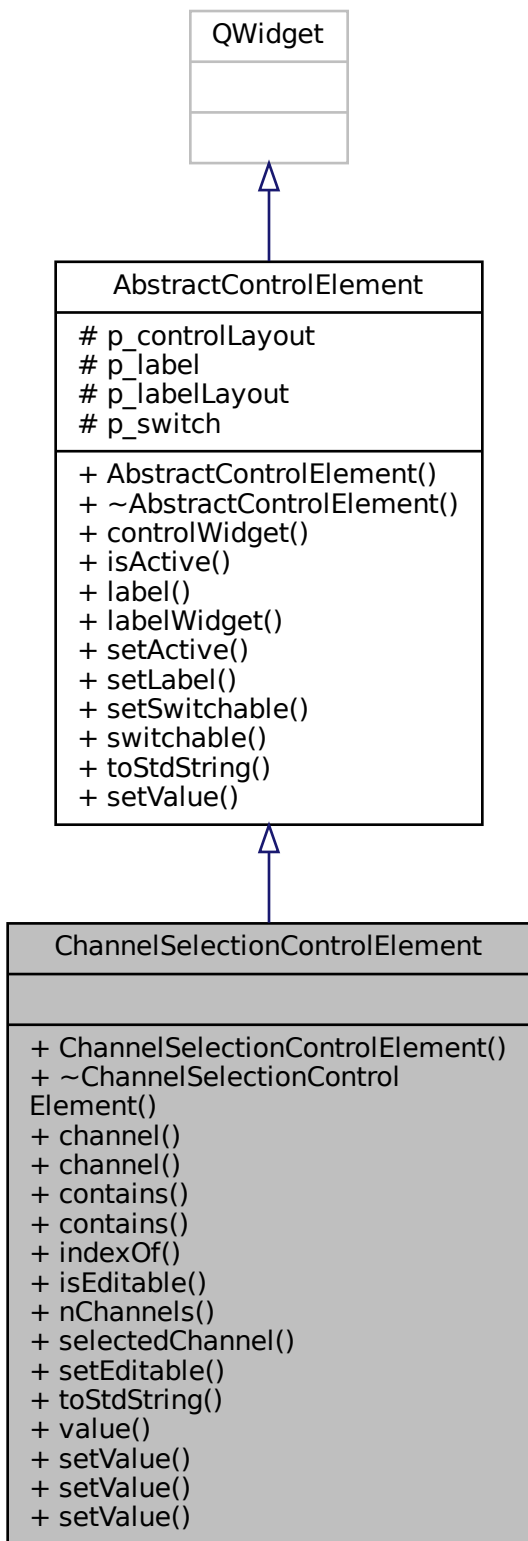 QWidget
AbstractControlElement
# p_controlLayout
# p_label
# p_labelLayout
# p_switch
+ AbstractControlElement()
+ ~AbstractControlElement()
+ controlWidget()
+ isActive()
+ label()
+ labelWidget()
+ setActive()
+ setLabel()
+ setSwitchable()
+ switchable()
+ toStdString()
+ setValue()
ChannelSelectionControlElement
+ ChannelSelectionControlElement()
+ ~ChannelSelectionControl
Element()
+ channel()
+ channel()
+ contains()
+ contains()
+ indexOf()
+ isEditable()
+ nChannels()
+ selectedChannel()
+ setEditable()
+ toStdString()
+ value()
+ setValue()
+ setValue()
+ setValue()